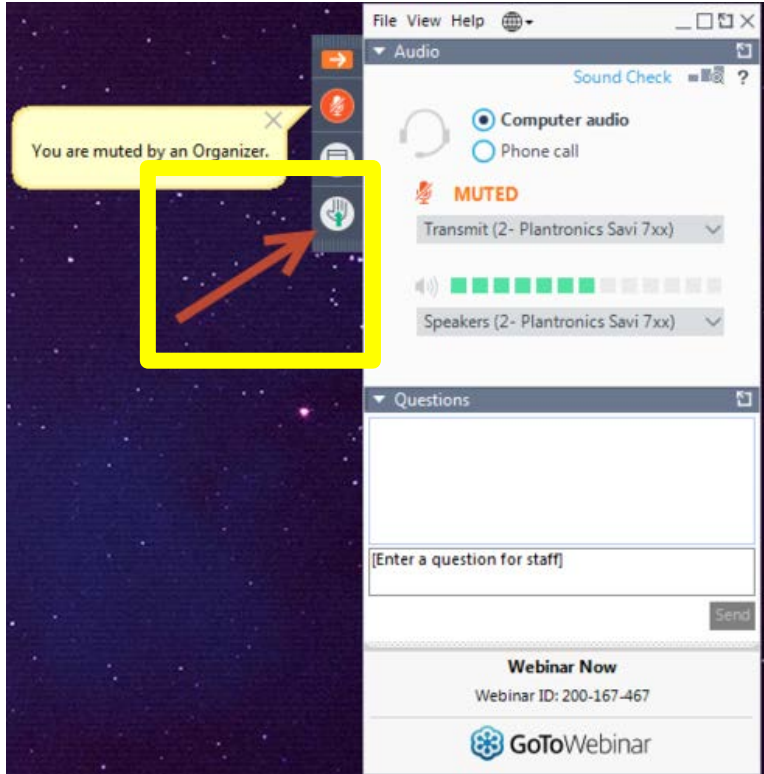 File View Help
Audio
Sound Check ?
Computer audio
Phone call
You are muted by an Organizer.
MUTED
Transmit (2- Plantronics Savi 7xx)
Speakers (2- Plantronics Savi 7xx)
Questions
[Enter a question for staff]
Send
Webinar Now
Webinar ID: 200-167-467
GoToWebinar